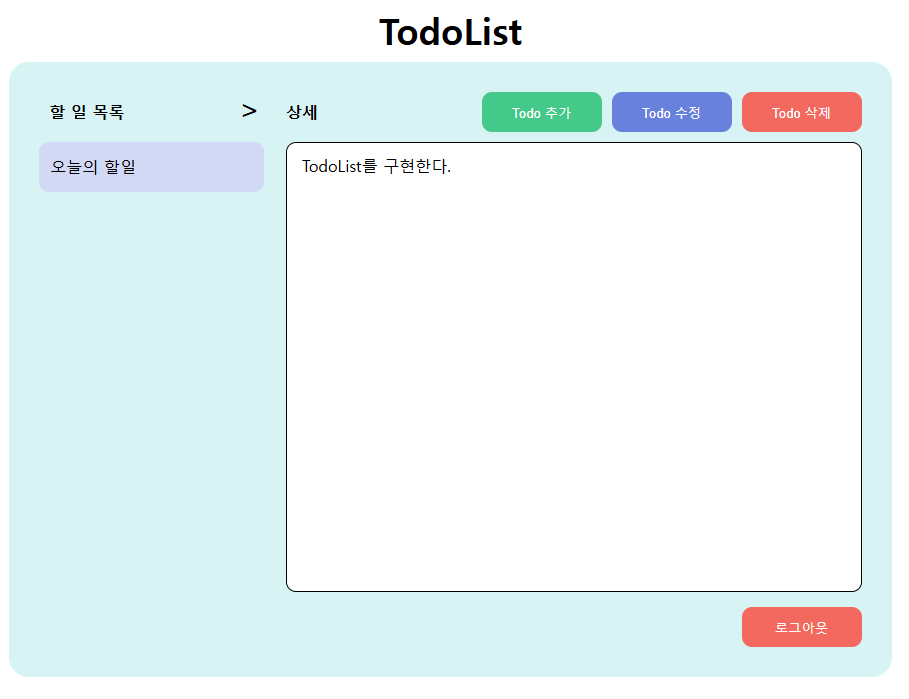 TodoList
할 일 목록 >
상세
Todo 추가
Todo 수정
Todo 삭제
오늘의 할일
TodoList를 구현한다.
로그아웃